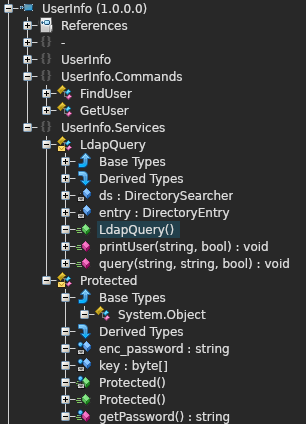 UserInfo (1.0.0.0)
References
-
UserInfo
UserInfo.Commands
FindUser
GetUser
UserInfo.Services
LdapQuery
Base Types
Derived Types
ds : DirectorySearcher
entry : DirectoryEntry
LdapQuery()
printUser(string, bool) : void
query(string, string, bool) : void
Protected
Base Types
System.Object
Derived Types
enc_password : string
key : byte[]
Protected()
Protected()
getPassword() : string